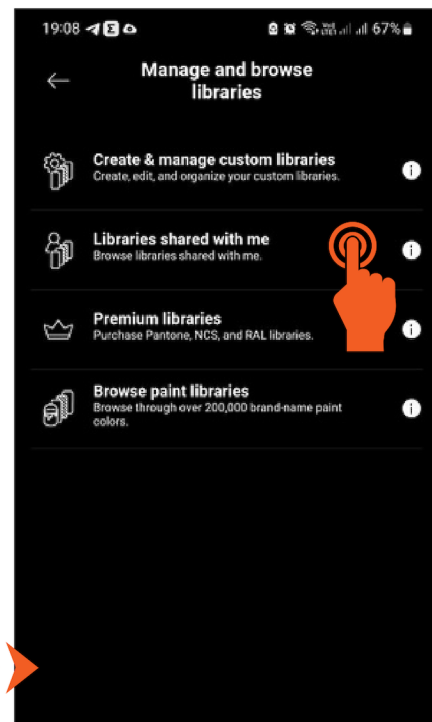 19:08 67%
Manage and browse
libraries
Create & manage custom libraries
Create, edit, and organize your custom libraries.
Libraries shared with me
Browse libraries shared with me.
Premium libraries
Purchase Pantone, NCS, and RAL libraries.
Browse paint libraries
Browse through over 200,000 brand-name paint
colors.